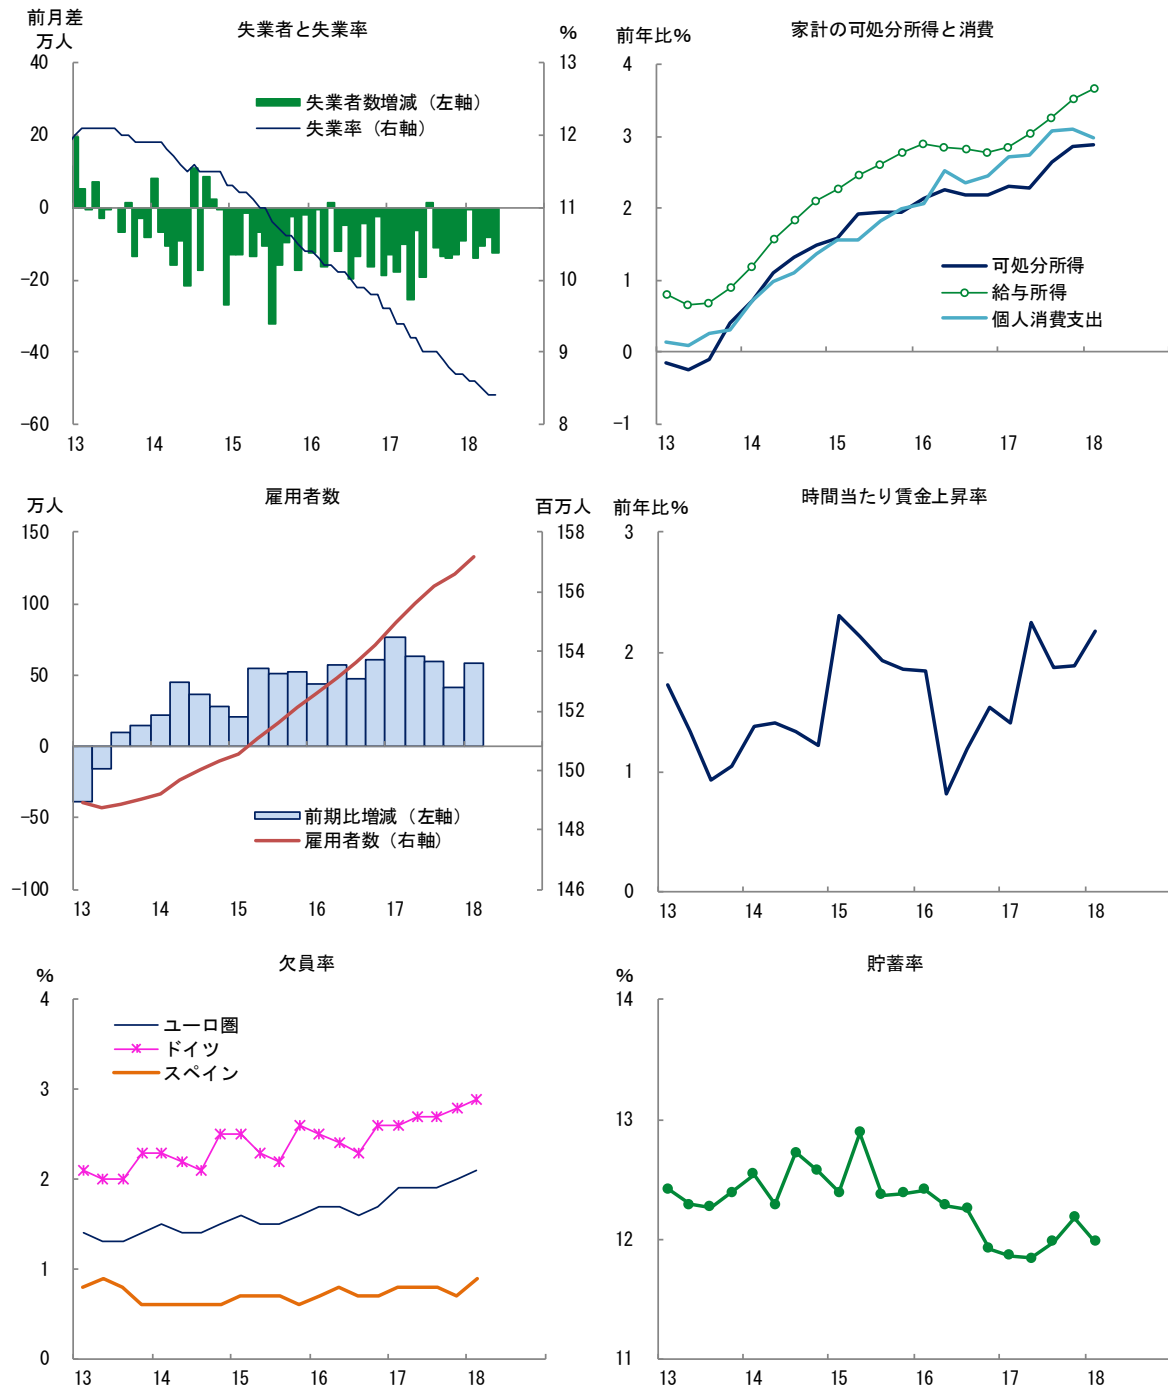 失業者と失業率
前月差
万人
%
40
20
0
−20
−40
−60
13
12
11
10
9
8
失業者数増減（左軸）
失業率（右軸）
13 14 15 16 17 18
家計の可処分所得と消費
前年比%
4
3
2
1
0
−1
可処分所得
給与所得
個人消費支出
13 14 15 16 17 18
雇用者数
万人
百万人
150
100
50
0
−50
−100
158
156
154
152
150
148
146
前期比増減（左軸）
雇用者数（右軸）
13 14 15 16 17 18
時間当たり賃金上昇率
前年比%
3
2
1
0
13 14 15 16 17 18
欠員率
%
4
3
2
1
0
ユーロ圏
ドイツ
スペイン
13 14 15 16 17 18
貯蓄率
%
14
13
12
11
13 14 15 16 17 18